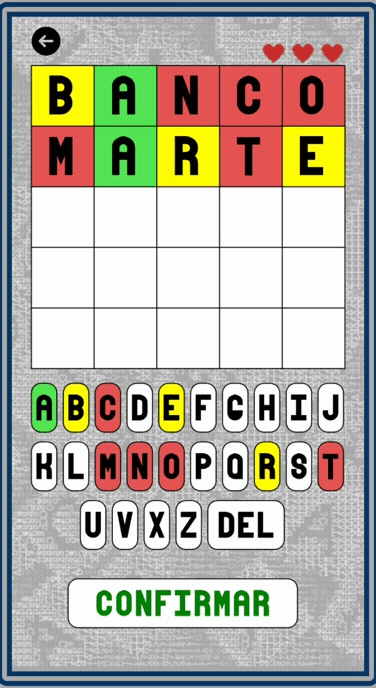 BANCO
MARTE
ABCDEFGHIJ
KLMNOPQRST
UVXZ DEL
CONFIRMAR